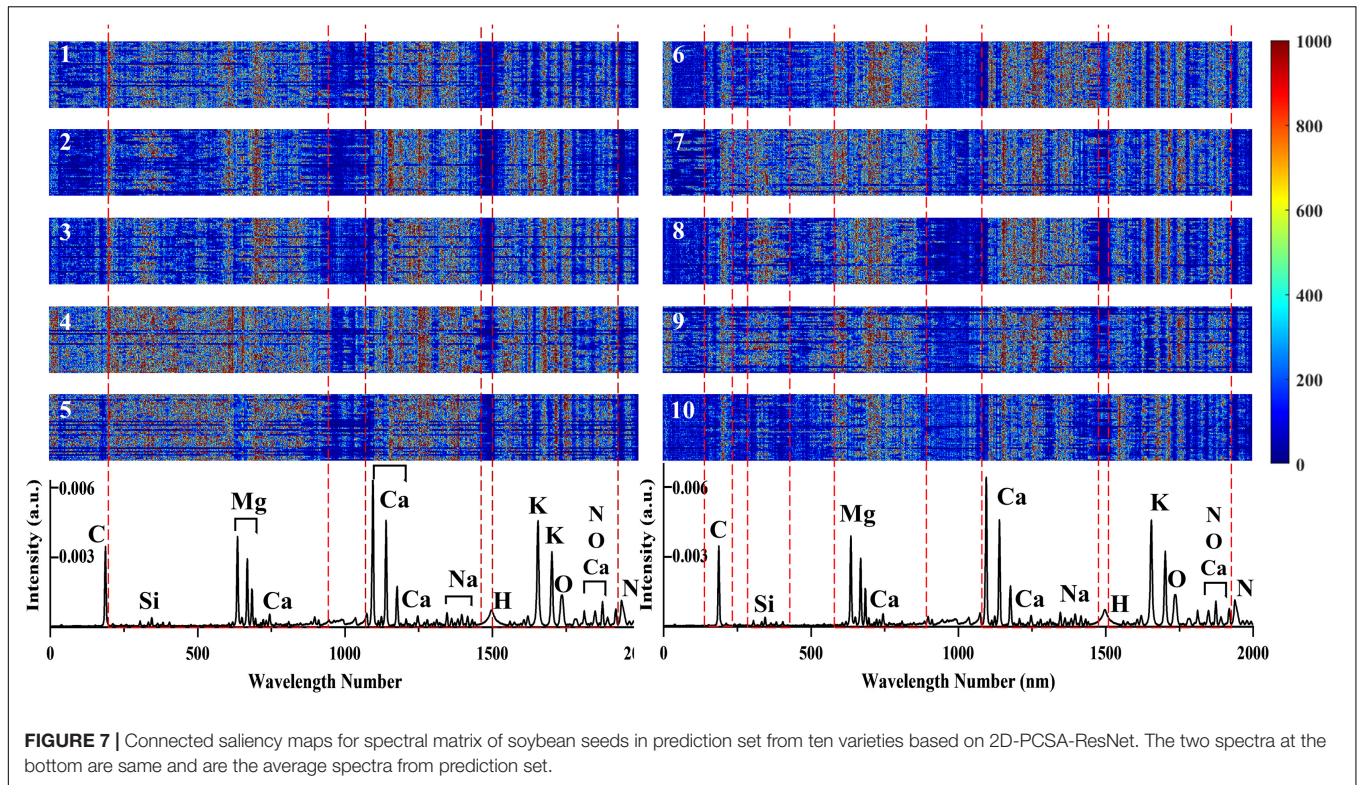 1
2
3
4
5
6
7
8
9
10
1000
800
600
400
200
0
Intensity (a.u.)
0.006
0.003
C
Si
Mg
Ca
Ca
Ca
Na
H
K
K
O
N
O
Ca
N
0
500
1000
1500
20
Wavelength Number
Intensity (a.u.)
0.006
0.003
C
Si
Mg
Ca
Ca
Ca
Na
H
K
O
N
O
Ca
N
0
500
1000
1500
2000
Wavelength Number (nm)
FIGURE 7 | Connected saliency maps for spectral matrix of soybean seeds in prediction set from ten varieties based on 2D-PCSA-ResNet. The two spectra at the
bottom are same and are the average spectra from prediction set.